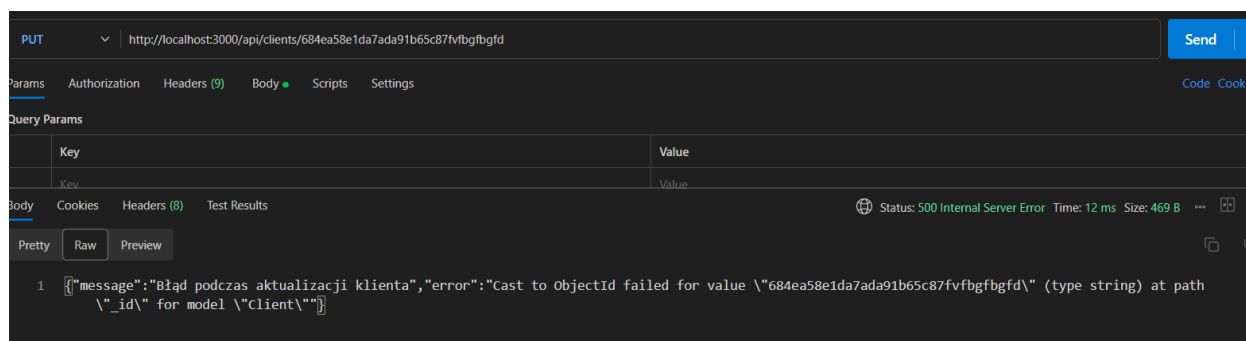 PUT http://localhost:3000/api/clients/684ea58e1da7ada91b65c87fvfbgfbgfd Send
Params Authorization Headers (9) Body Scripts Settings Code Cook
Query Params
Key Value
Key Value
Body Cookies Headers (8) Test Results Status: 500 Internal Server Error Time: 12 ms Size: 469 B
Pretty Raw Preview
1 {"message":"Błąd podczas aktualizacji klienta","error":"Cast to ObjectId failed for value \"684ea58e1da7ada91b65c87fvfbgfbgfd\" (type string) at path
\"_id\" for model \"Client\""}